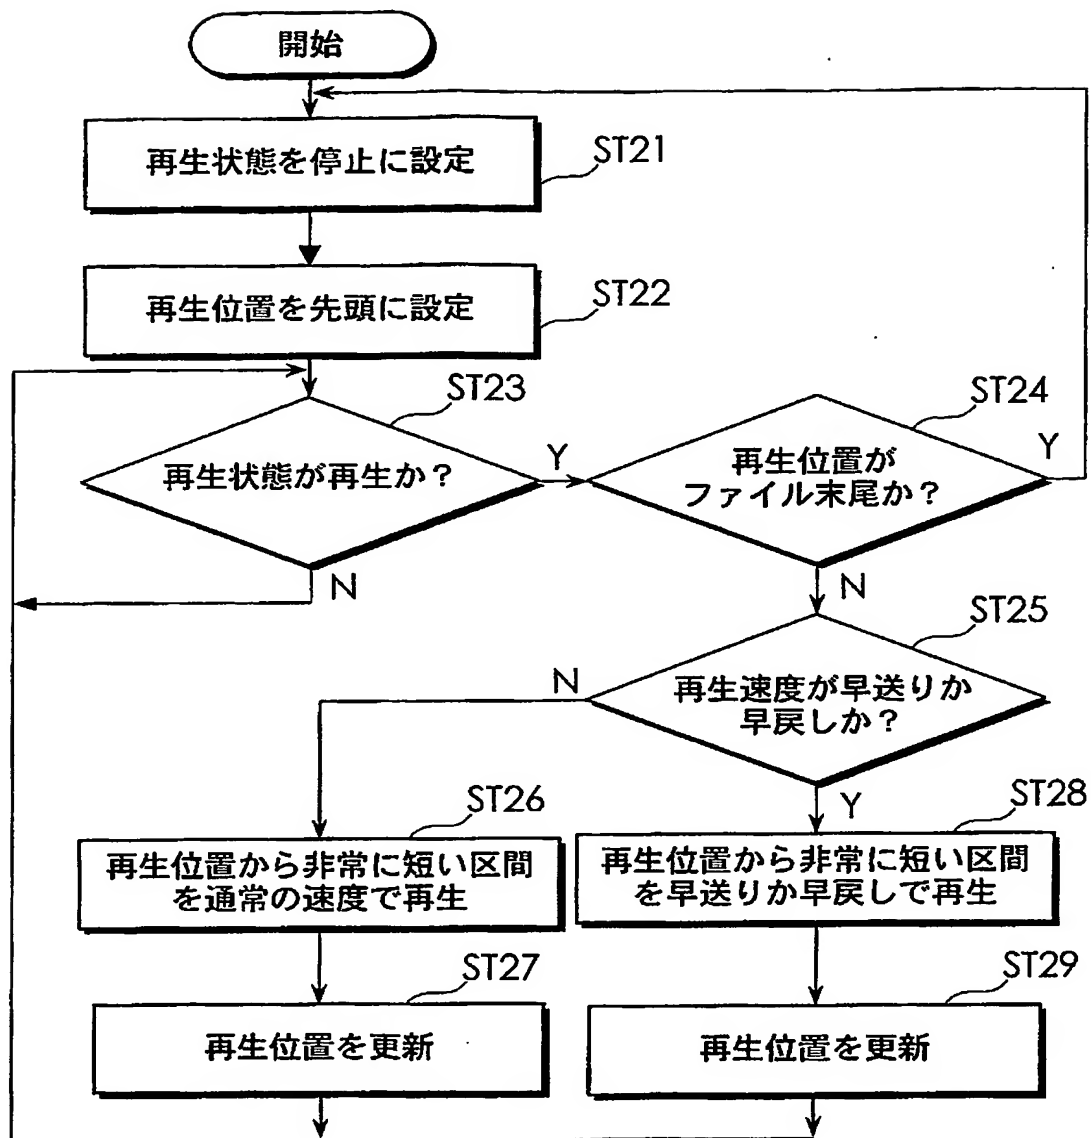 開始
再生状態を停止に設定
ST21
再生位置を先頭に設定
ST22
ST23
再生状態が再生か？
Y
N
ST24
再生位置が
ファイル末尾か？
Y
N
ST25
再生速度が早送りか
早戻しか？
N
Y
ST26
再生位置から非常に短い区間
を通常の速度で再生
ST28
再生位置から非常に短い区間
を早送りか早戻しで再生
ST27
再生位置を更新
ST29
再生位置を更新